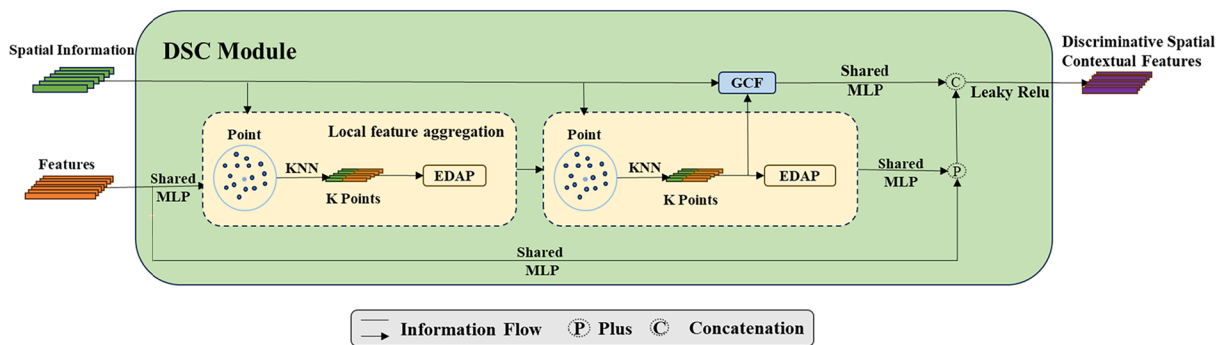 DSC Module
Spatial Information
Discriminative Spatial
Contextual Features
GCF
Shared
MLP
C
Leaky Relu
Point
Local feature aggregation
KNN
EDAP
K Points
Point
KNN
EDAP
K Points
Features
Shared
MLP
Shared
MLP
P
Shared
MLP
Information Flow
P
Plus
C
Concatenation